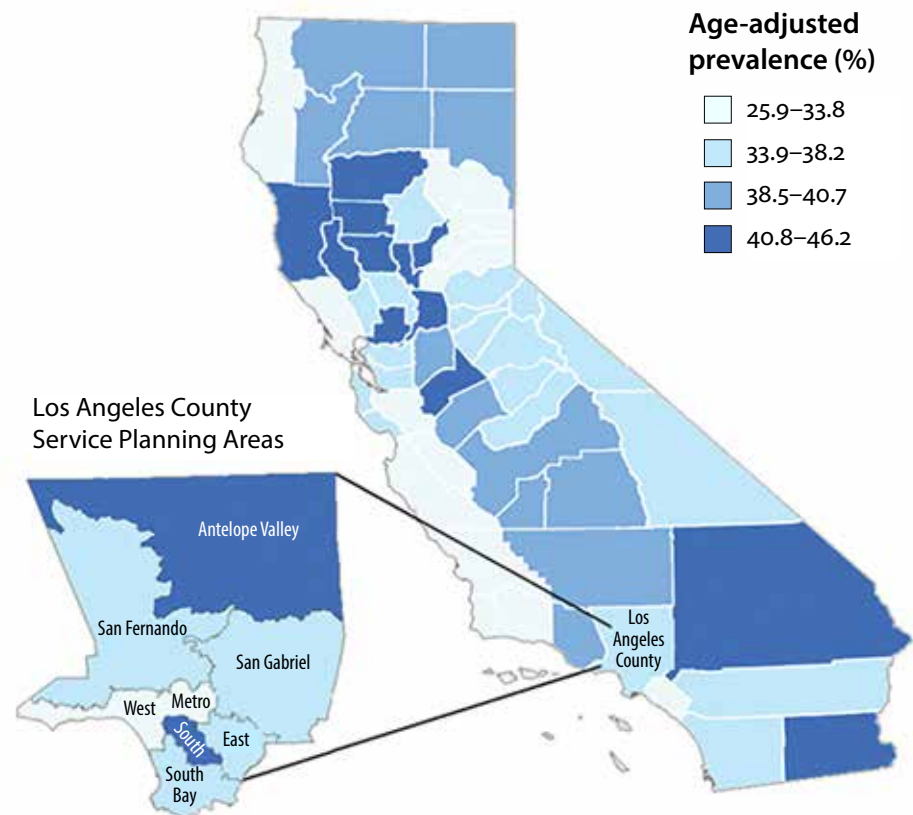 Age-adjusted
prevalence (%)
25.9–33.8
33.9–38.2
38.5–40.7
40.8–46.2
Los Angeles County
Service Planning Areas
Antelope Valley
San Fernando
San Gabriel
West
Metro
South
East
South
Bay
Los
Angeles
County